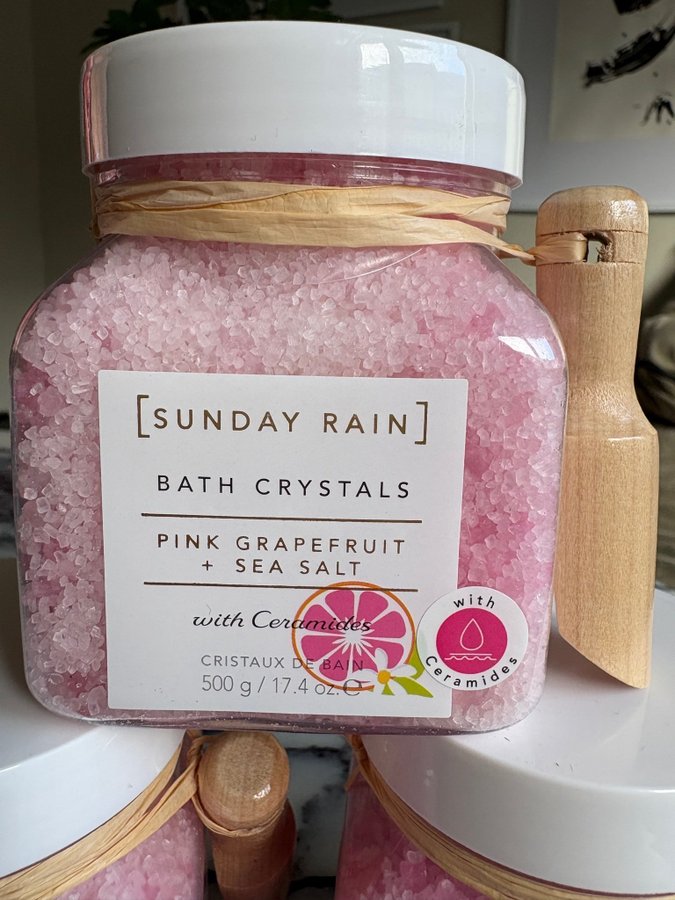 [SUNDAY RAIN]
BATH CRYSTALS
PINK GRAPEFRUIT
+ SEA SALT
with Ceramides
CRISTAUX DE BAIN
500 g / 17.4 oz. ℮
with
Ceramides